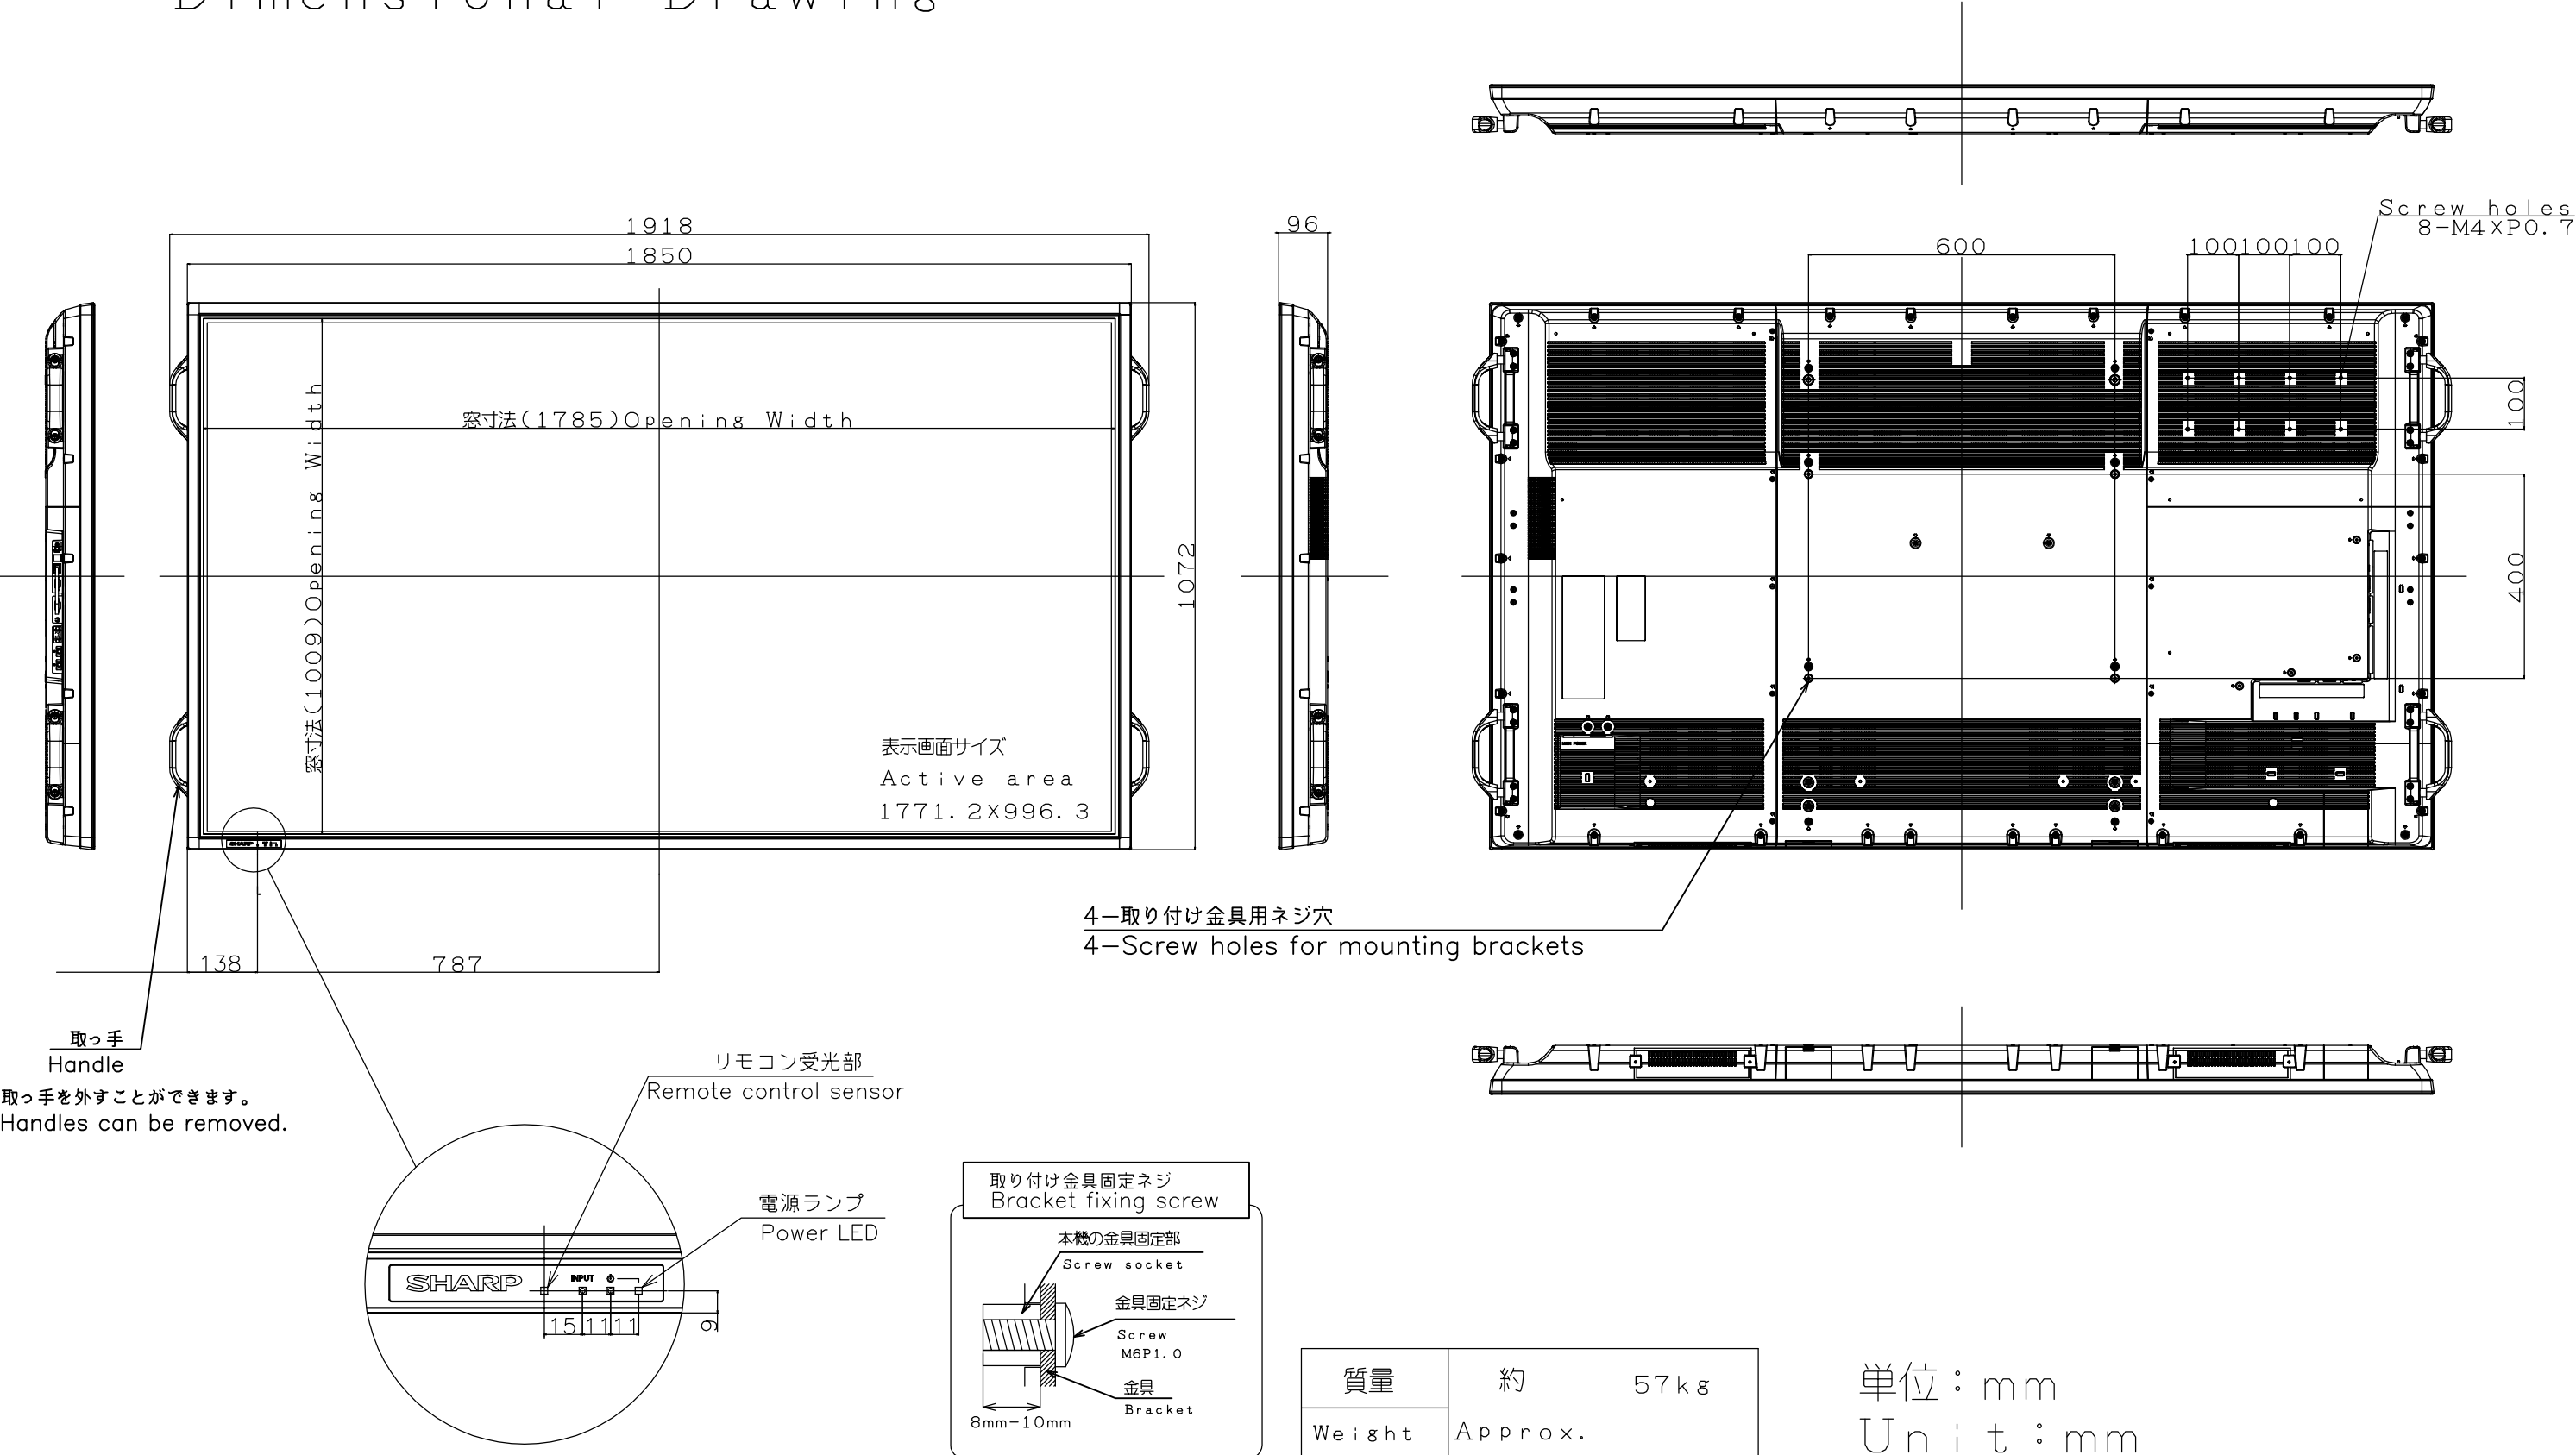 Dimensional Drawing
1918
1850
96
600
100100100
Screw holes
8-M4×P0.7
100
400
1072
窓寸法(1785)Opening Width
窓寸法(1009)Opening Width
表示画面サイズ
Active area
1771.2×996.3
SHARP
138
787
4-取り付け金具用ネジ穴
4-Screw holes for mounting brackets
取っ手
Handle
取っ手を外すことができます。
Handles can be removed.
リモコン受光部
Remote control sensor
電源ランプ
Power LED
SHARP
INPUT
15 11 11
9
取り付け金具固定ネジ
Bracket fixing screw
本機の金具固定部
Screw socket
金具固定ネジ
Screw
M6P1.0
金具
Bracket
8mm-10mm
質量 約 57kg
Weight Approx.
単位:mm
Unit:mm